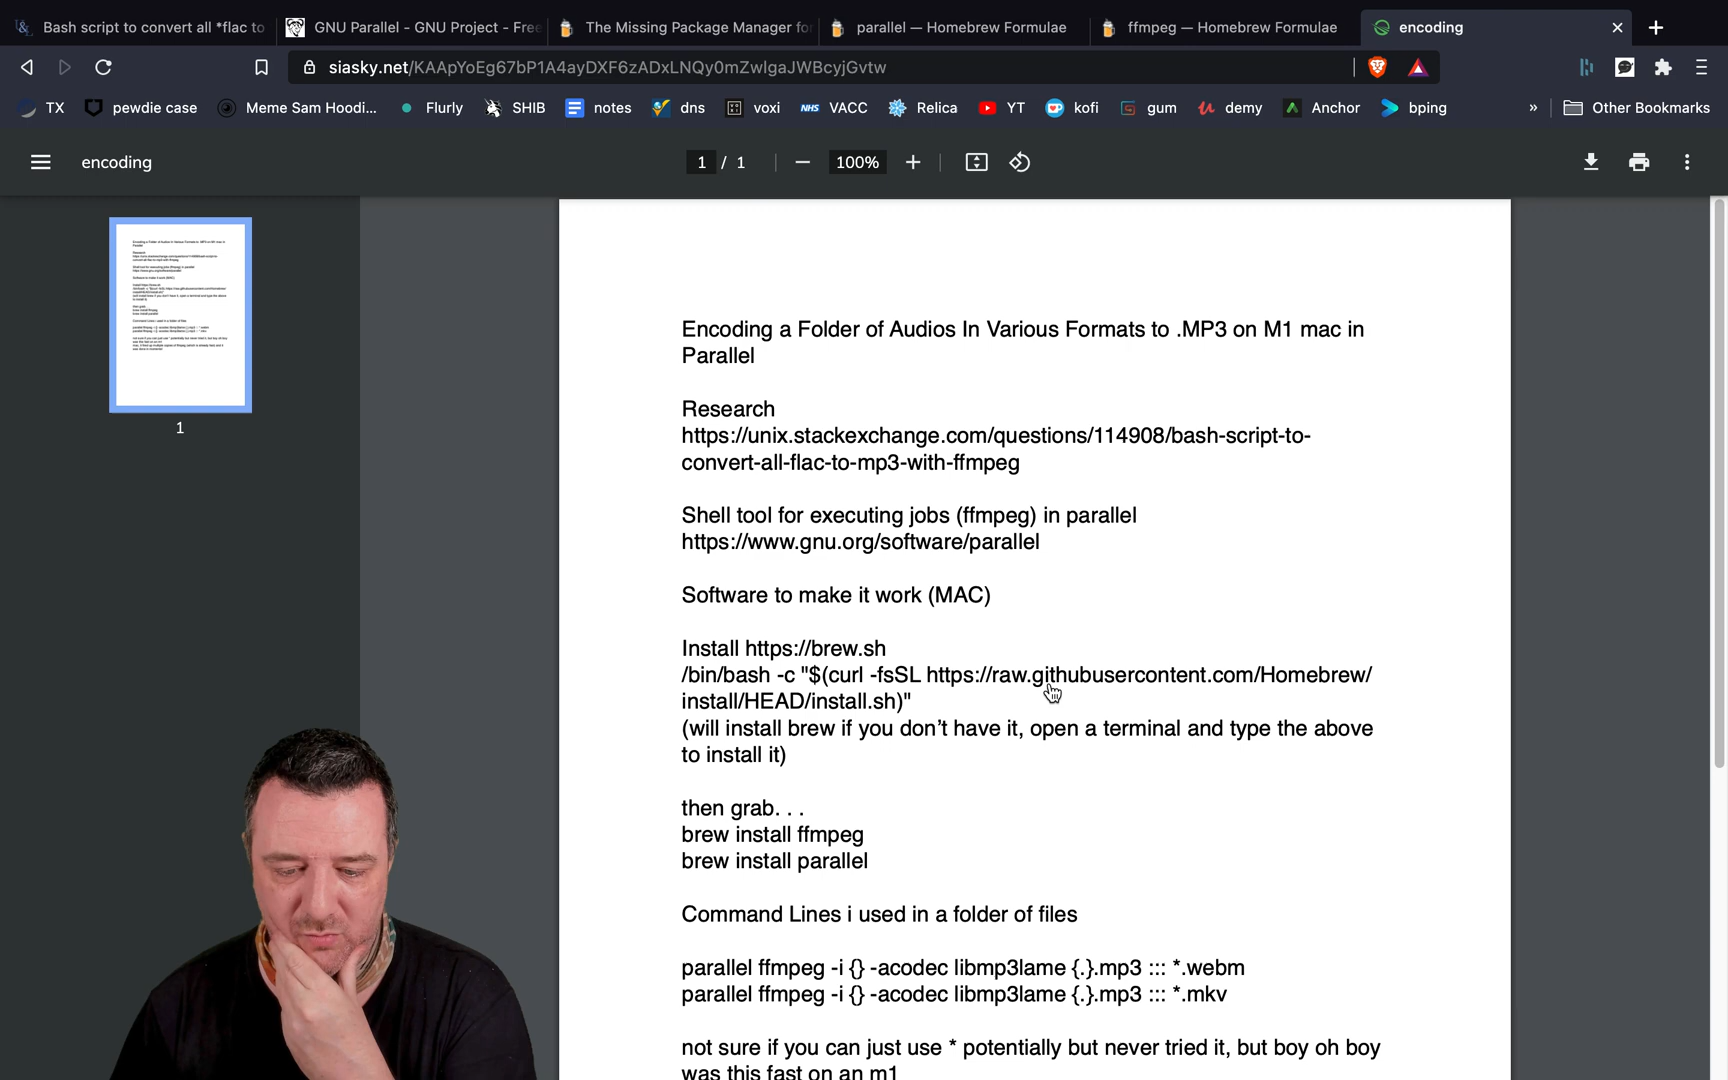 Bash script to convert all *flac to
GNU Parallel - GNU Project - Free
The Missing Package Manager for
parallel — Homebrew Formulae
ffmpeg — Homebrew Formulae
encoding
siasky.net/KAApYoEg67bP1A4ayDXF6zADxLNQy0mZwlgaJWBcyjGvtw
TX
pewdie case
Meme Sam Hoodi...
Flurly
SHIB
notes
dns
voxi
NHS VACC
Relica
YT
kofi
gum
demy
Anchor
bping
»
Other Bookmarks
encoding
1 / 1
100%
1
Encoding a Folder of Audios In Various Formats to .MP3 on M1 mac in
Parallel
Research
https://unix.stackexchange.com/questions/114908/bash-script-to-
convert-all-flac-to-mp3-with-ffmpeg
Shell tool for executing jobs (ffmpeg) in parallel
https://www.gnu.org/software/parallel
Software to make it work (MAC)
Install https://brew.sh
/bin/bash -c "$(curl -fsSL https://raw.githubusercontent.com/Homebrew/
install/HEAD/install.sh)"
(will install brew if you don’t have it, open a terminal and type the above
to install it)
then grab. . .
brew install ffmpeg
brew install parallel
Command Lines i used in a folder of files
parallel ffmpeg -i {} -acodec libmp3lame {.}.mp3 ::: *.webm
parallel ffmpeg -i {} -acodec libmp3lame {.}.mp3 ::: *.mkv
not sure if you can just use * potentially but never tried it, but boy oh boy
was this fast on an m1